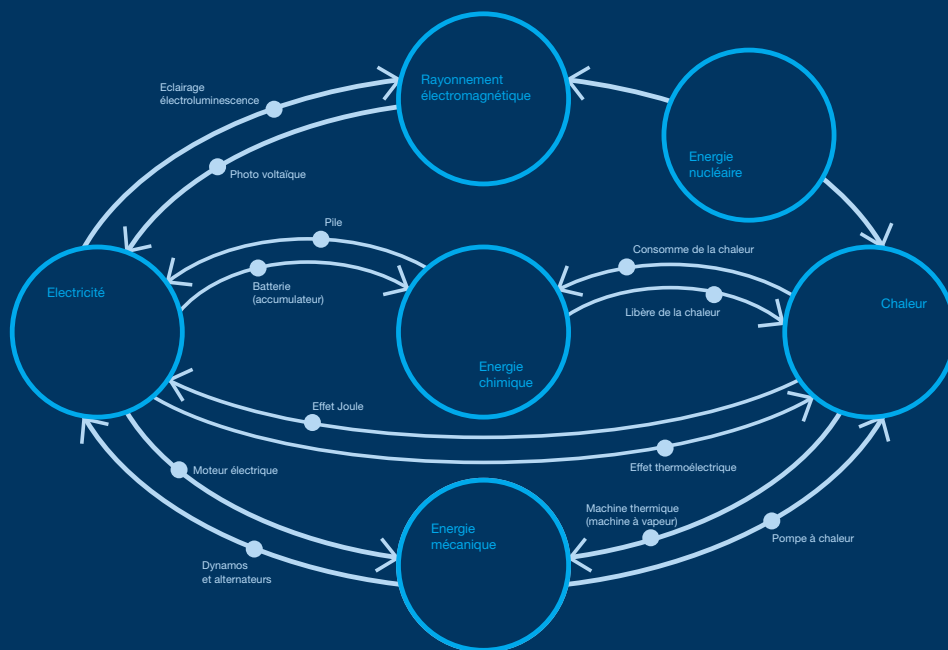 Rayonnement
électromagnétique
Eclairage
électroluminescence
Energie
nucléaire
Photo voltaïque
Pile
Consomme de la chaleur
Electricité
Batterie
(accumulateur)
Chaleur
Libère de la chaleur
Energie
chimique
Effet Joule
Moteur électrique
Effet thermoélectrique
Machine thermique
(machine à vapeur)
Energie
mécanique
Pompe à chaleur
Dynamos
et alternateurs